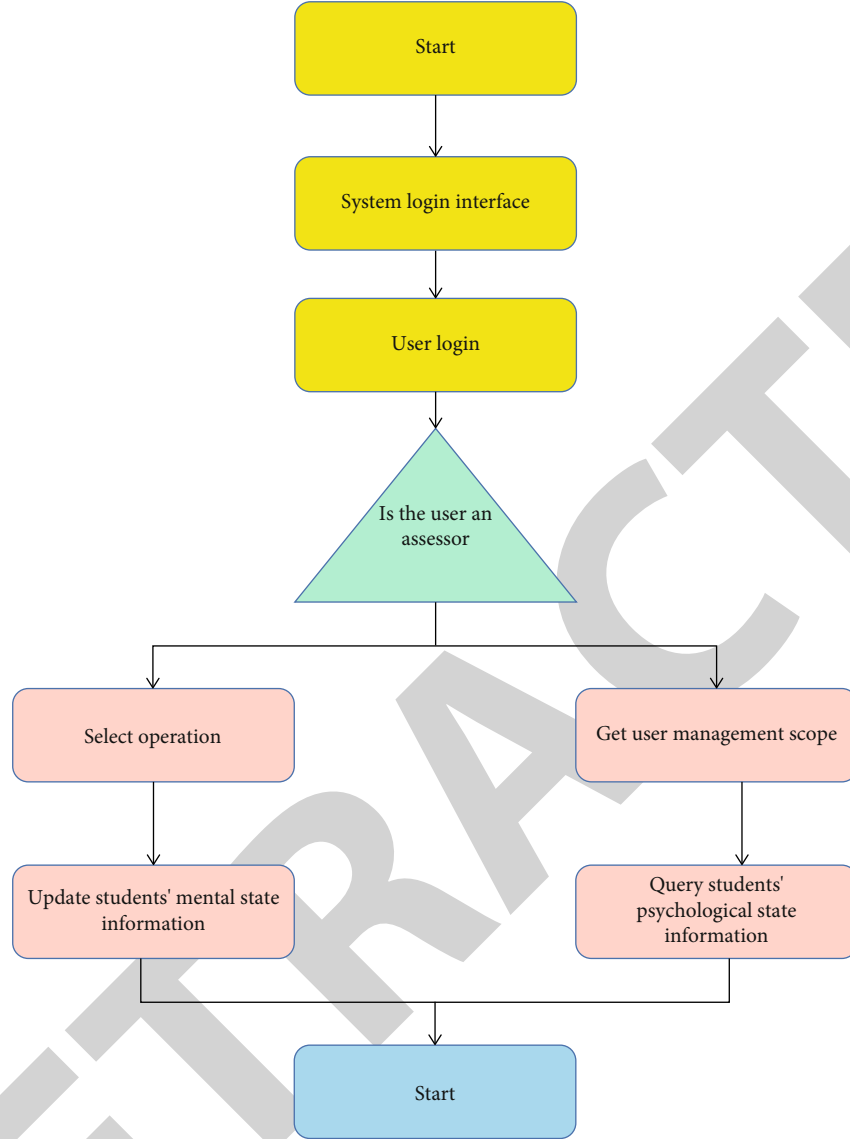 Start
System login interface
User login
Is the user an
assessor
Select operation
Get user management scope
Update students' mental state
information
Query students'
psychological state
information
Start